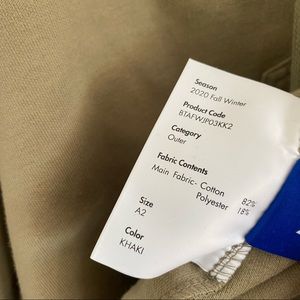 Season
2020 Fall Winter
Product Code
BTAFWJP03KK2
Category
Outer
Fabric Contents
Main Fabric- Cotton 82%
Polyester 18%
Size
A2
Color
KHAKI